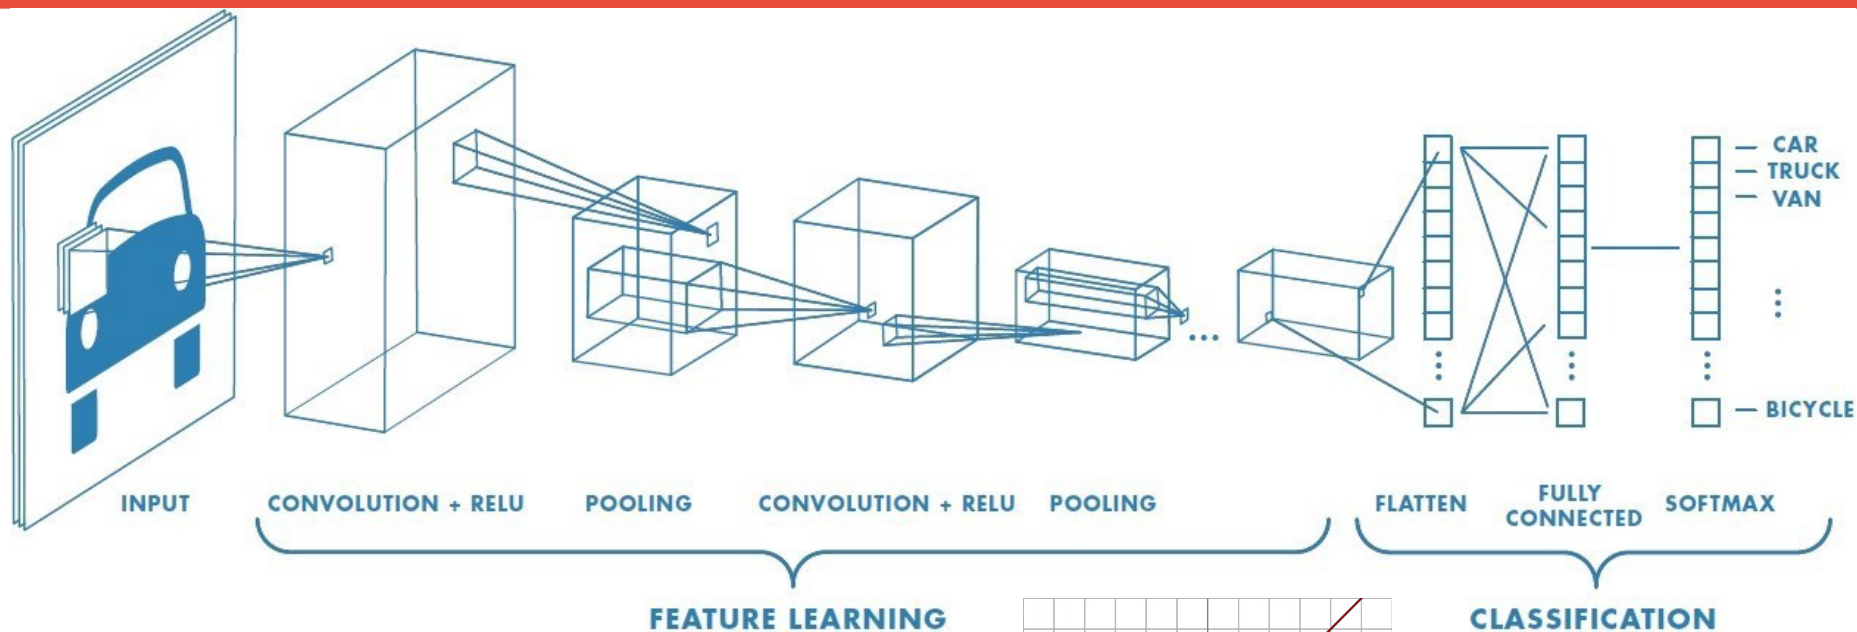 CAR
TRUCK
VAN
BICYCLE
INPUT
CONVOLUTION + RELU
POOLING
CONVOLUTION + RELU
POOLING
FLATTEN
FULLY
CONNECTED
SOFTMAX
FEATURE LEARNING
CLASSIFICATION